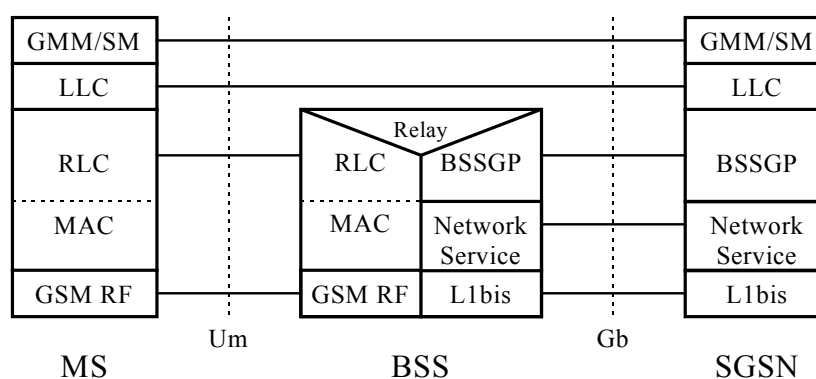 GMM/SM
GMM/SM
LLC
LLC
Relay
RLC
RLC
BSSGP
BSSGP
MAC
MAC
Network
Service
Network
Service
GSM RF
GSM RF
L1bis
L1bis
Um
Gb
MS
BSS
SGSN